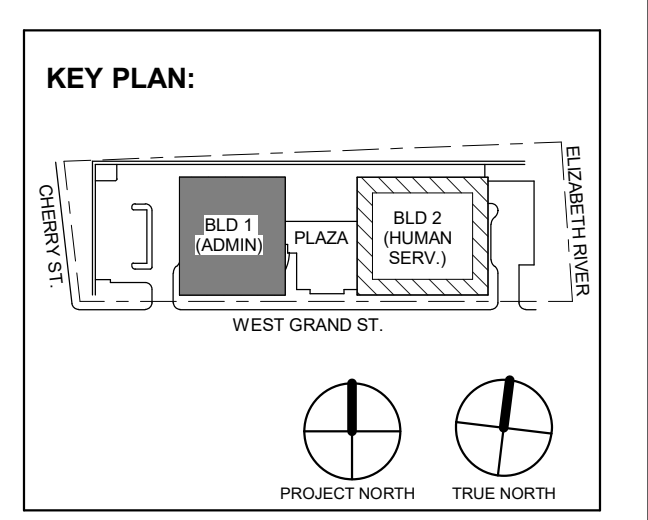 KEY PLAN:
CHERRY ST.
BLD 1
(ADMIN)
PLAZA
BLD 2
(HUMAN
SERV.)
ELIZABETH RIVER
WEST GRAND ST.
PROJECT NORTH
TRUE NORTH